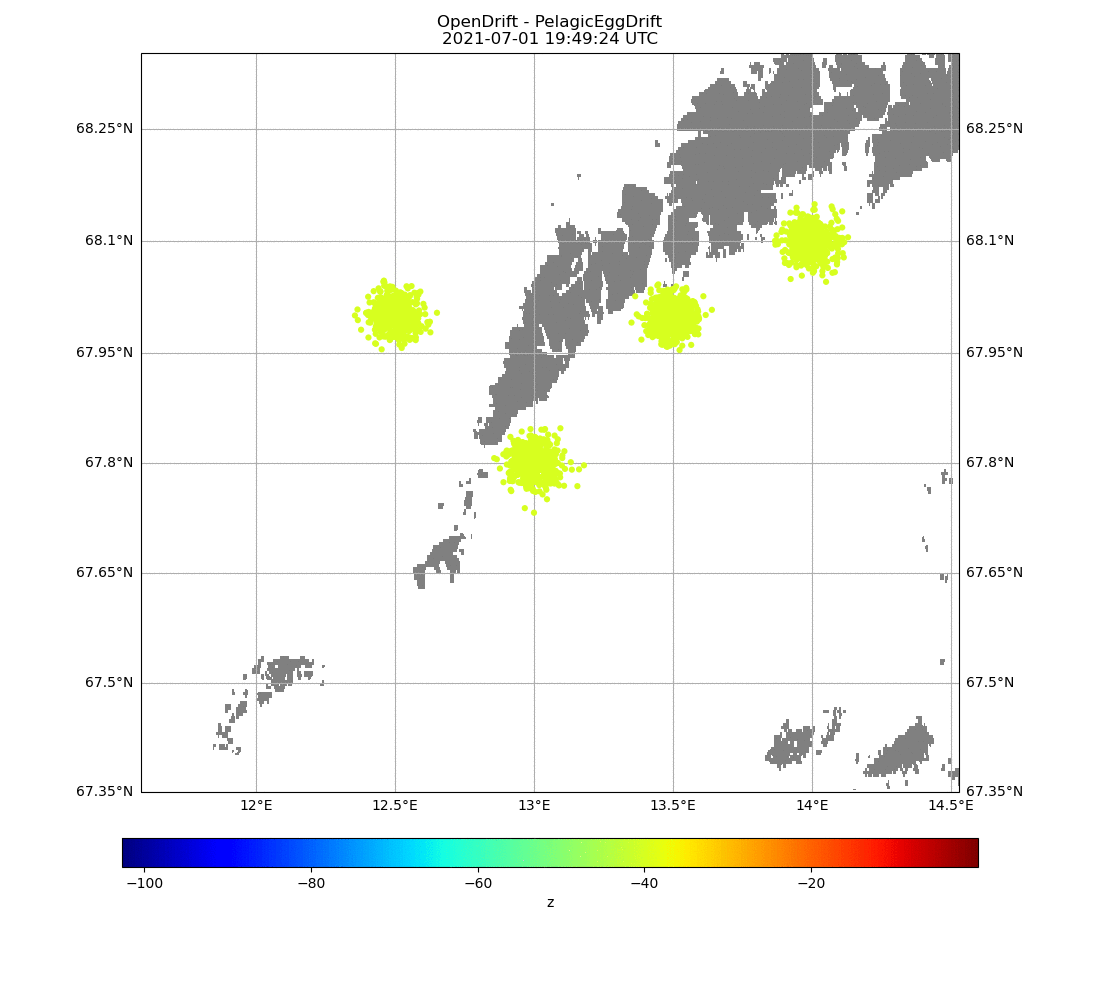 OpenDrift - PelagicEggDrift
2021-07-01 19:49:24 UTC
68.25°N 68.25°N
68.1°N 68.1°N
67.95°N 67.95°N
67.8°N 67.8°N
67.65°N 67.65°N
67.5°N 67.5°N
67.35°N 67.35°N
12°E 12.5°E 13°E 13.5°E 14°E 14.5°E
−100 −80 −60 −40 −20
z